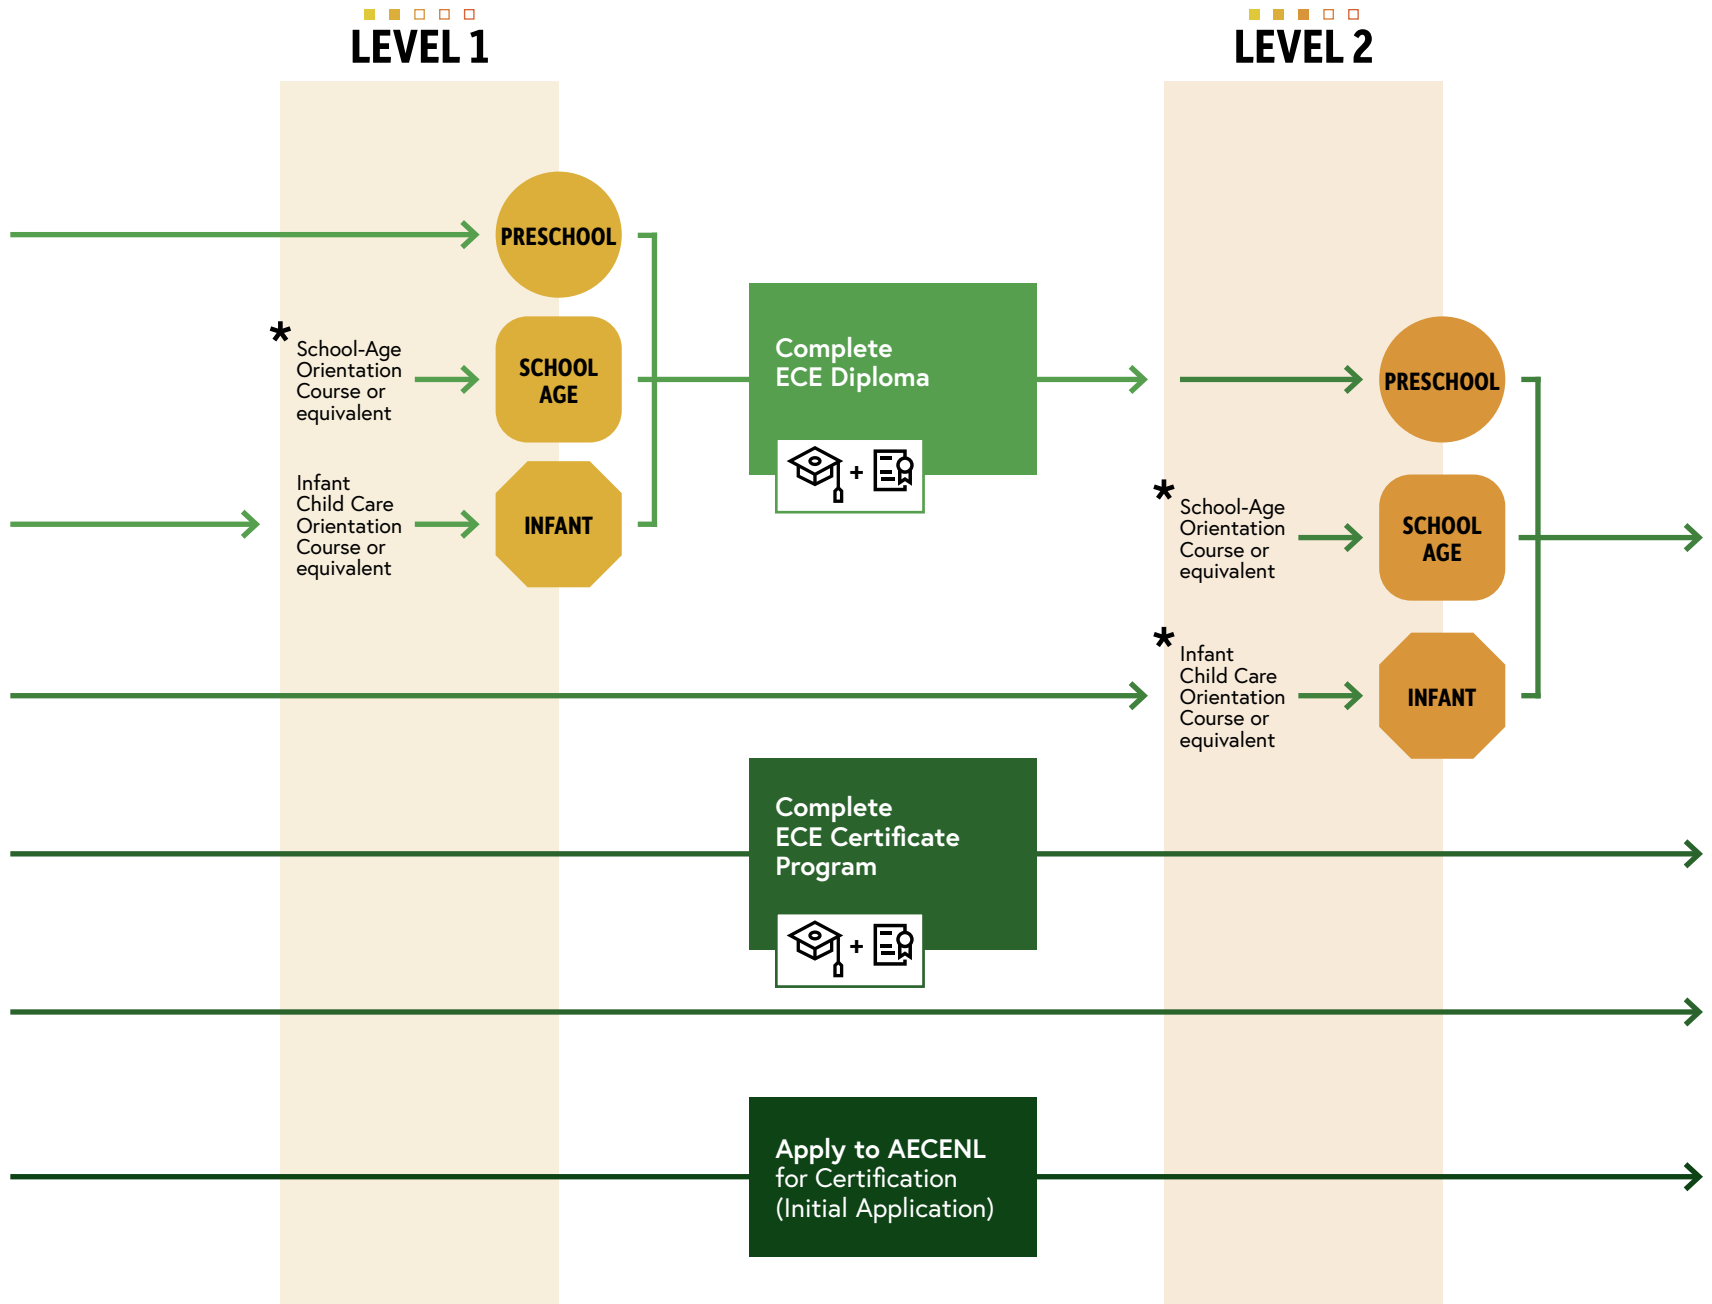 LEVEL 1
LEVEL 2
PRESCHOOL
*
School-Age
Orientation
Course or
equivalent
SCHOOL
AGE
Infant
Child Care
Orientation
Course or
equivalent
INFANT
Complete
ECE Diploma
+
PRESCHOOL
*
School-Age
Orientation
Course or
equivalent
SCHOOL
AGE
*
Infant
Child Care
Orientation
Course or
equivalent
INFANT
Complete
ECE Certificate
Program
+
Apply to AECENL
for Certification
(Initial Application)